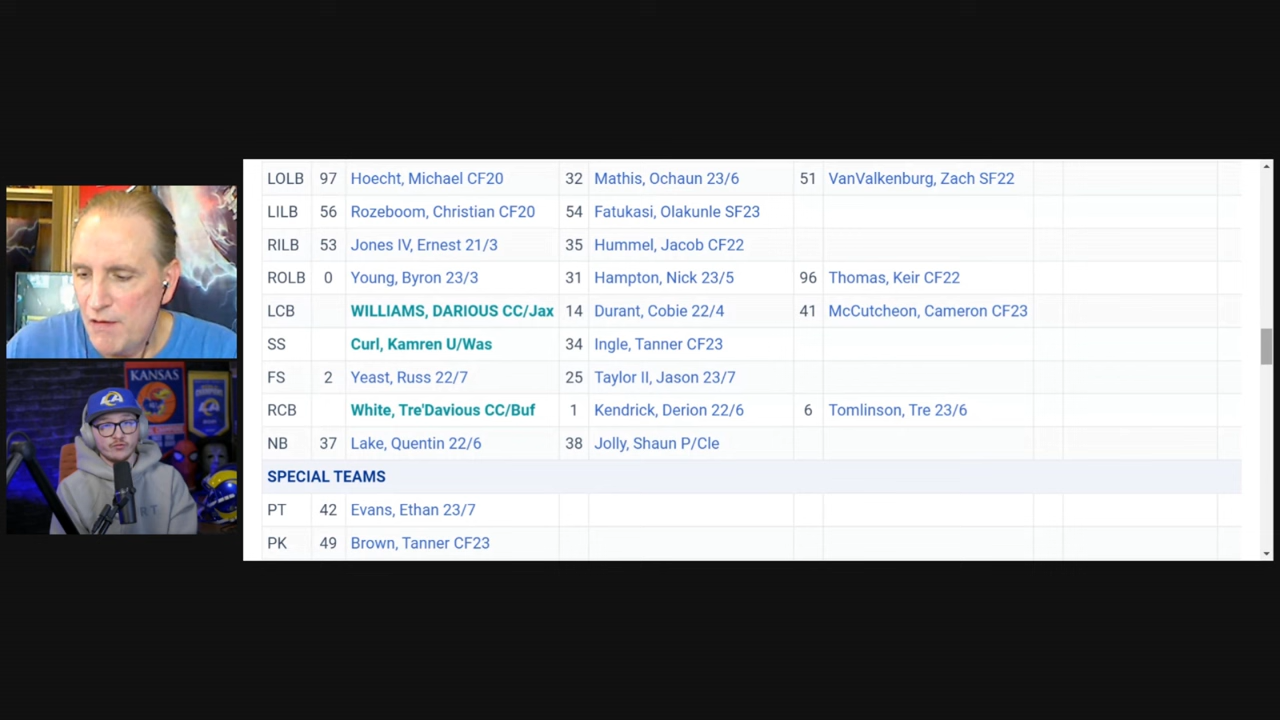 LOLB 97 Hoecht, Michael CF20 32 Mathis, Ochaun 23/6 51 VanValkenburg, Zach SF22
LILB 56 Rozeboom, Christian CF20 54 Fatukasi, Olakunle SF23
RILB 53 Jones IV, Ernest 21/3 35 Hummel, Jacob CF22
ROLB 0 Young, Byron 23/3 31 Hampton, Nick 23/5 96 Thomas, Keir CF22
LCB WILLIAMS, DARIOUS CC/Jax 14 Durant, Cobie 22/4 41 McCutcheon, Cameron CF23
SS Curl, Kamren U/Was 34 Ingle, Tanner CF23
FS 2 Yeast, Russ 22/7 25 Taylor II, Jason 23/7
RCB White, Tre'Davious CC/Buf 1 Kendrick, Derion 22/6 6 Tomlinson, Tre 23/6
NB 37 Lake, Quentin 22/6 38 Jolly, Shaun P/Cle
SPECIAL TEAMS
PT 42 Evans, Ethan 23/7
PK 49 Brown, Tanner CF23
KANSAS